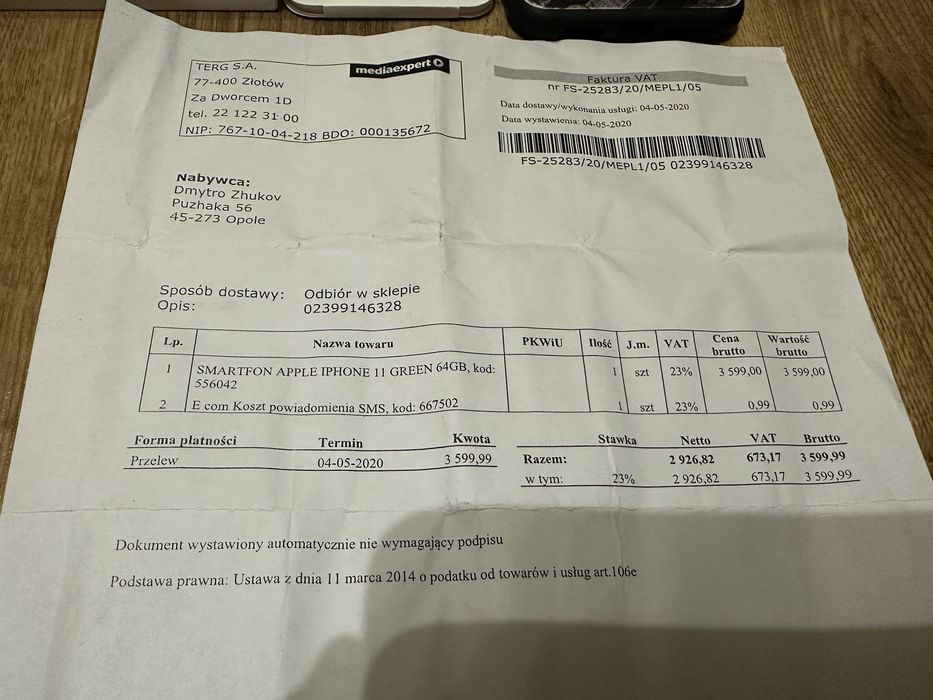 TERG S.A.
mediaexpert
77-400 Złotów
Za Dworcem 1D
tel. 22 122 31 00
NIP: 767-10-04-218 BDO: 000135672
Faktura VAT
nr FS-25283/20/MEPL1/05
Data dostawy/wykonania usługi: 04-05-2020
Data wystawienia: 04-05-2020
FS-25283/20/MEPL1/05 02399146328
Nabywca:
Dmytro Zhukov
Puzhaka 56
45-273 Opole
Sposób dostawy: Odbiór w sklepie
Opis: 02399146328
Lp. Nazwa towaru PKWiU Ilość J.m. VAT Cena brutto Wartość brutto
1 SMARTFON APPLE IPHONE 11 GREEN 64GB, kod: 1 szt 23% 3 599,00 3 599,00
556042
2 E com Koszt powiadomienia SMS, kod: 667502 1 szt 23% 0,99 0,99
Forma płatności Termin Kwota
Przelew 04-05-2020 3 599,99
Stawka Netto VAT Brutto
Razem: 2 926,82 673,17 3 599,99
w tym: 23% 2 926,82 673,17 3 599,99
Dokument wystawiony automatycznie nie wymagający podpisu
Podstawa prawna: Ustawa z dnia 11 marca 2014 o podatku od towarów i usług art.106e